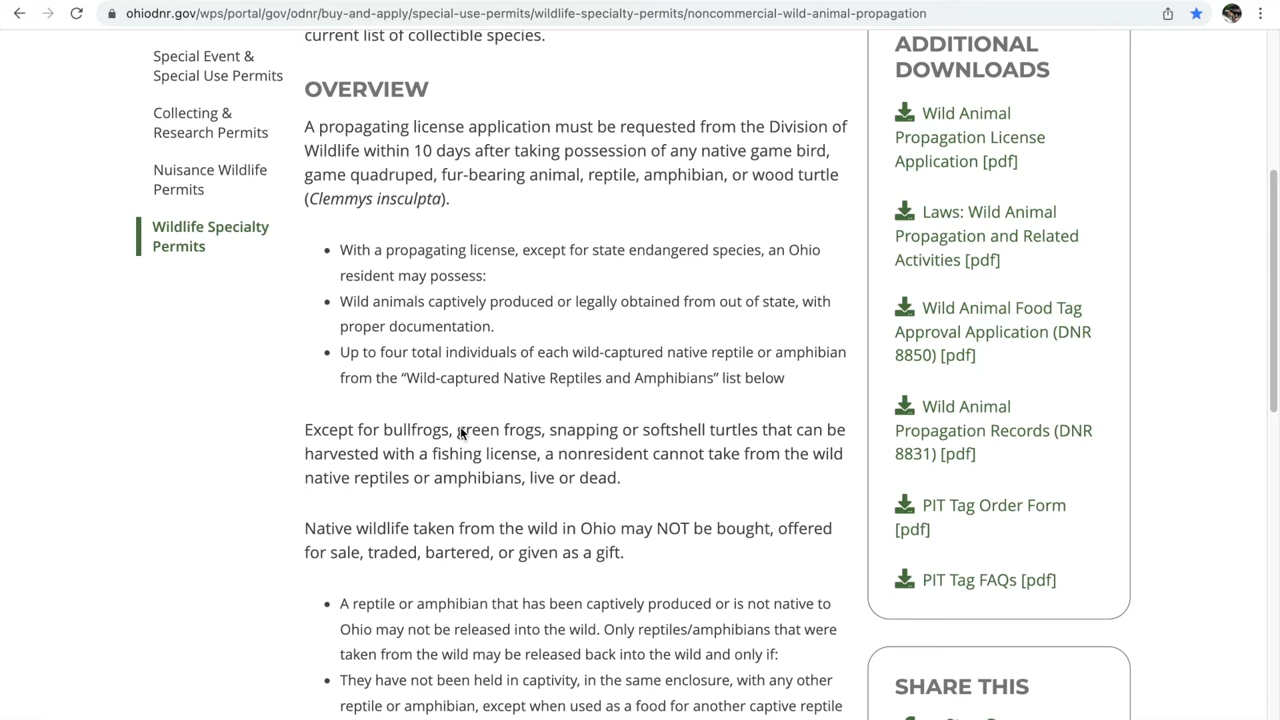 ohiodnr.gov/wps/portal/gov/odnr/buy-and-apply/special-use-permits/wildlife-specialty-permits/noncommercial-wild-animal-propagation
Special Event &
Special Use Permits
Collecting &
Research Permits
Nuisance Wildlife
Permits
Wildlife Specialty
Permits
current list of collectible species.
OVERVIEW
A propagating license application must be requested from the Division of
Wildlife within 10 days after taking possession of any native game bird,
game quadruped, fur-bearing animal, reptile, amphibian, or wood turtle
(Clemmys insculpta).
• With a propagating license, except for state endangered species, an Ohio
resident may possess:
• Wild animals captively produced or legally obtained from out of state, with
proper documentation.
• Up to four total individuals of each wild-captured native reptile or amphibian
from the “Wild-captured Native Reptiles and Amphibians” list below
Except for bullfrogs, green frogs, snapping or softshell turtles that can be
harvested with a fishing license, a nonresident cannot take from the wild
native reptiles or amphibians, live or dead.
Native wildlife taken from the wild in Ohio may NOT be bought, offered
for sale, traded, bartered, or given as a gift.
• A reptile or amphibian that has been captively produced or is not native to
Ohio may not be released into the wild. Only reptiles/amphibians that were
taken from the wild may be released back into the wild and only if:
• They have not been held in captivity, in the same enclosure, with any other
reptile or amphibian, except when used as a food for another captive reptile
ADDITIONAL
DOWNLOADS
Wild Animal
Propagation License
Application [pdf]
Laws: Wild Animal
Propagation and Related
Activities [pdf]
Wild Animal Food Tag
Approval Application (DNR
8850) [pdf]
Wild Animal
Propagation Records (DNR
8831) [pdf]
PIT Tag Order Form
[pdf]
PIT Tag FAQs [pdf]
SHARE THIS